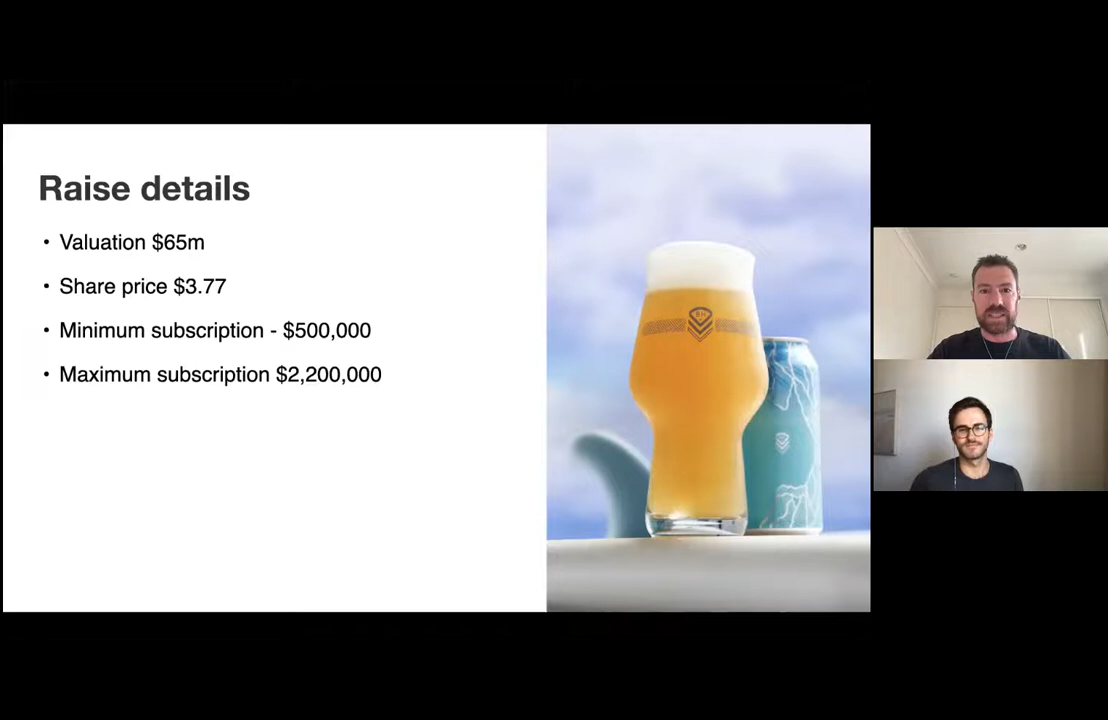 Raise details
• Valuation $65m
• Share price $3.77
• Minimum subscription - $500,000
• Maximum subscription $2,200,000